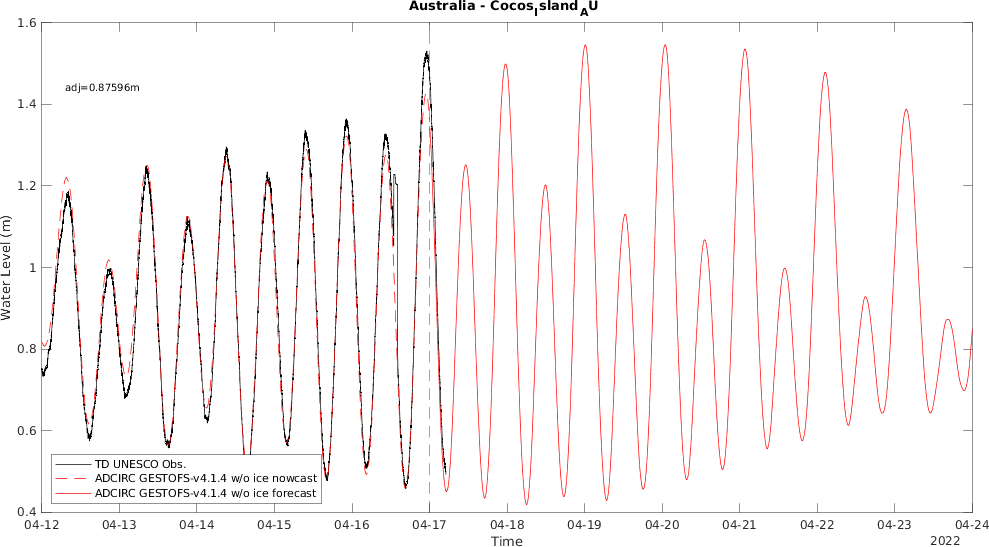 Australia - Cocos_Island_AU
1.6
1.4
1.2
1
0.8
0.6
0.4
Water Level (m)
adj=0.87596m
TD UNESCO Obs.
ADCIRC GESTOFS-v4.1.4 w/o ice nowcast
ADCIRC GESTOFS-v4.1.4 w/o ice forecast
04-12 04-13 04-14 04-15 04-16 04-17 04-18 04-19 04-20 04-21 04-22 04-23 04-24
Time
2022